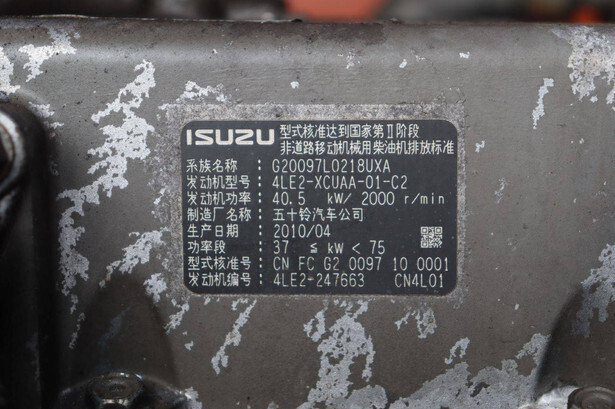 ISUZU 型式核准达到国家第Ⅱ阶段
非道路移动机械用柴油机排放标准
系族名称 : G20097L0218UXA
发动机型号 : 4LE2-XCUAA-01-C2
发动机功率 : 40.5 kW/ 2000 r/min
制造厂名称 : 五十铃汽车公司
生产日期 : 2010/04
功率段 : 37 ≤ kW < 75
型式核准号 : CN FC G2 0097 10 0001
发动机编号 : 4LE2-247663 CN4L01